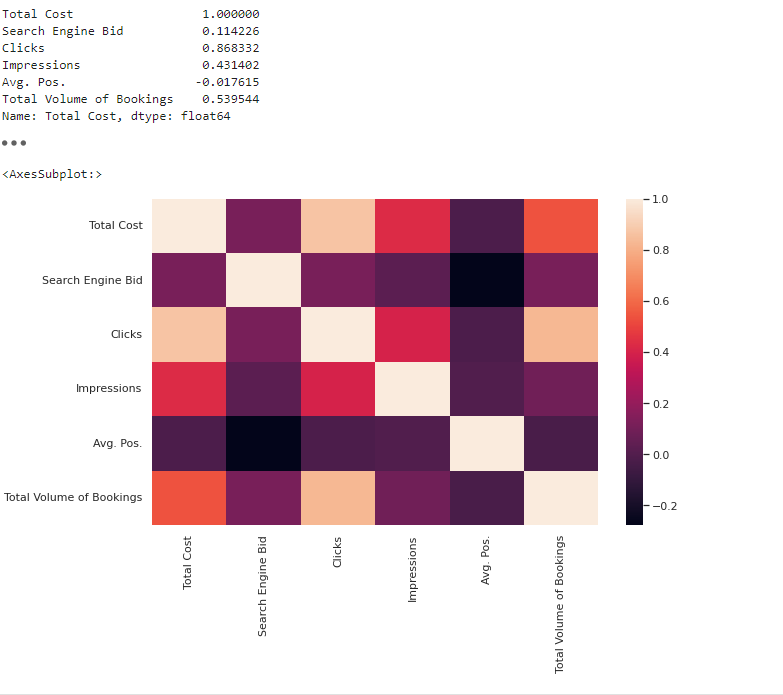 Total Cost 1.000000
Search Engine Bid 0.114226
Clicks 0.868332
Impressions 0.431402
Avg. Pos. -0.017615
Total Volume of Bookings 0.539544
Name: Total Cost, dtype: float64
<AxesSubplot:>
Total Cost
Search Engine Bid
Clicks
Impressions
Avg. Pos.
Total Volume of Bookings
Total Cost
Search Engine Bid
Clicks
Impressions
Avg. Pos.
Total Volume of Bookings
1.0
0.8
0.6
0.4
0.2
0.0
−0.2